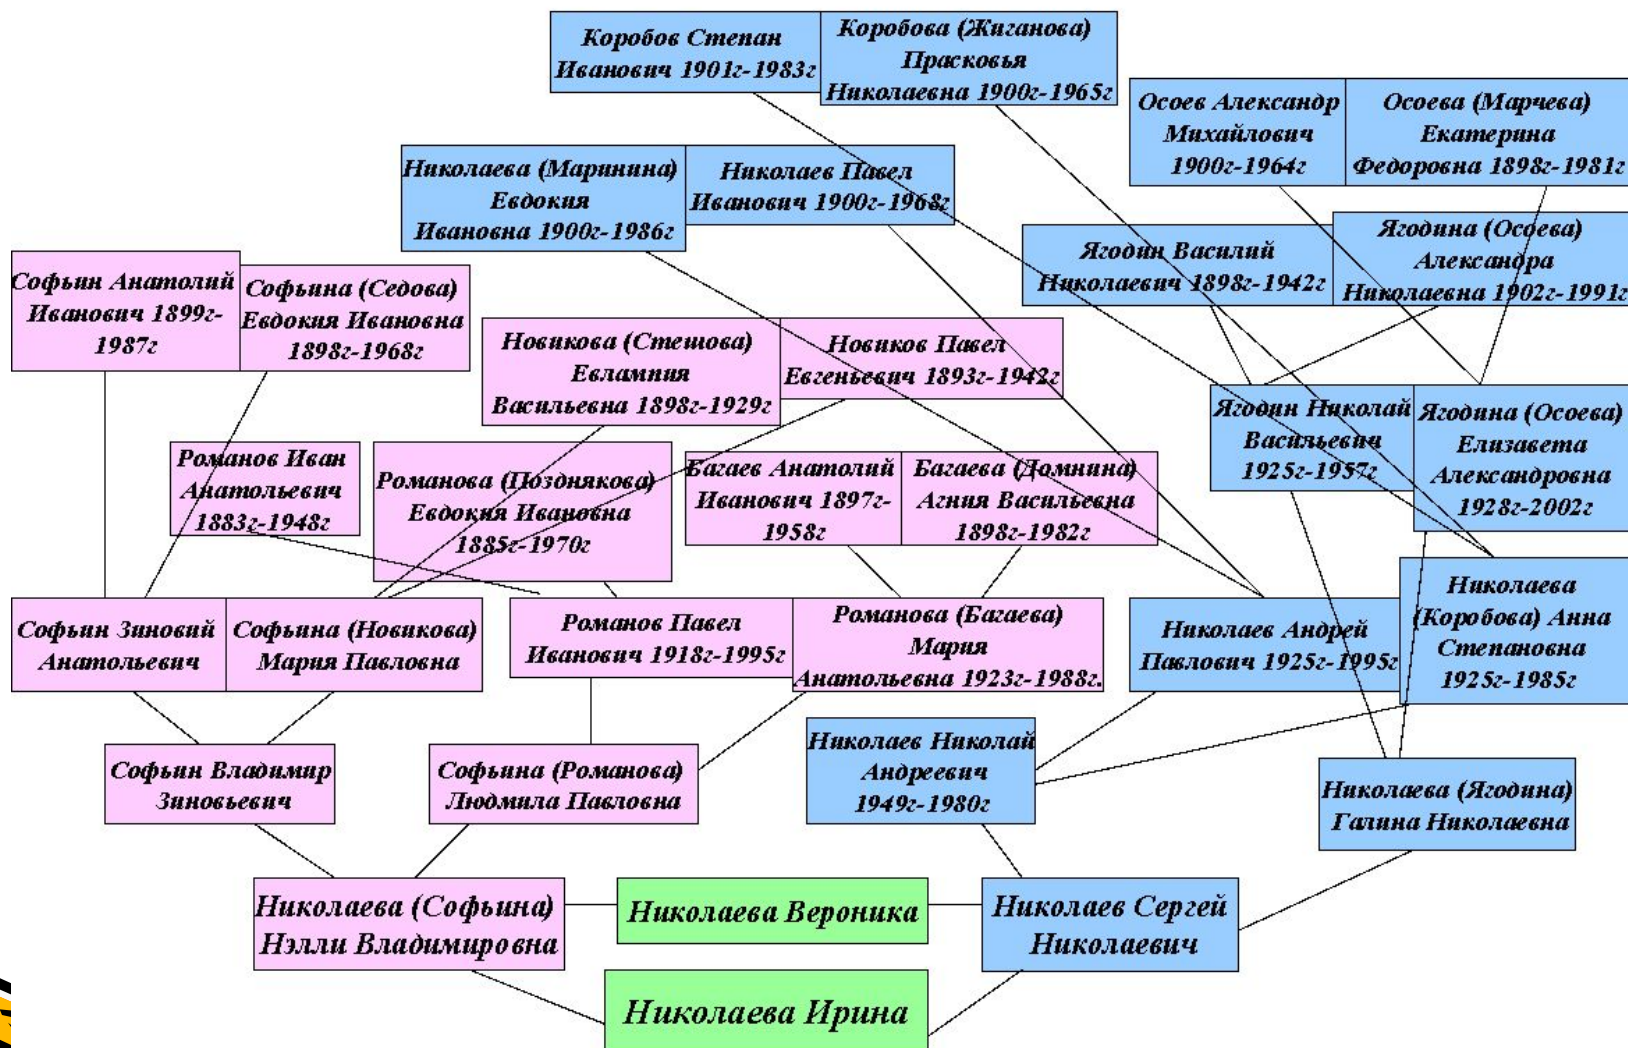 Коробов Степан
Иванович 1901г-1983г
Коробова (Жиганова)
Прасковья
Николаевна 1900г-1965г
Осоев Александр
Михайлович
1900г-1964г
Осоева (Марчева)
Екатерина
Федоровна 1898г-1981г
Николаева (Маринина)
Евдокия
Ивановна 1900г-1986г
Николаев Павел
Иванович 1900г-1968г
Ягодин Василий
Николаевич 1898г-1942г
Ягодина (Осоева)
Александра
Николаевна 1902г-1991г
Софьин Анатолий
Иванович 1899г-
1987г
Софьина (Седова)
Евдокия Ивановна
1898г-1968г
Новикова (Стешова)
Евлампия
Васильевна 1898г-1929г
Новиков Павел
Евгеньевич 1893г-1942г
Ягодин Николай
Васильевич
1925г-1957г
Ягодина (Осоева)
Елизавета
Александровна
1928г-2002г
Романов Иван
Анатольевич
1883г-1948г
Романова (Позднякова)
Евдокия Ивановна
1885г-1970г
Багаев Анатолий
Иванович 1897г-
1958г
Багаева (Домнина)
Агния Васильевна
1898г-1982г
Софьин Зиновий
Анатольевич
Софьина (Новикова)
Мария Павловна
Романов Павел
Иванович 1918г-1995г
Романова (Багаева)
Мария
Анатольевна 1923г-1988г.
Николаев Андрей
Павлович 1925г-1995г
Николаева
(Коробова) Анна
Степановна
1925г-1985г
Софьин Владимир
Зиновьевич
Софьина (Романова)
Людмила Павловна
Николаев Николай
Андреевич
1949г-1980г
Николаева (Ягодина)
Галина Николаевна
Николаева (Софьина)
Нэлли Владимировна
Николаева Вероника
Николаев Сергей
Николаевич
Николаева Ирина